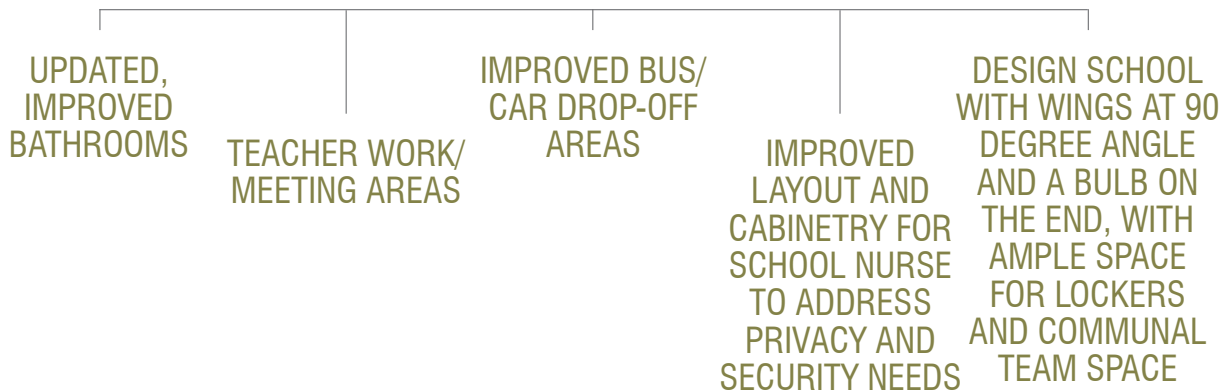 UPDATED,
IMPROVED
BATHROOMS
TEACHER WORK/
MEETING AREAS
IMPROVED BUS/
CAR DROP-OFF
AREAS
IMPROVED
LAYOUT AND
CABINETRY FOR
SCHOOL NURSE
TO ADDRESS
PRIVACY AND
SECURITY NEEDS
DESIGN SCHOOL
WITH WINGS AT 90
DEGREE ANGLE
AND A BULB ON
THE END, WITH
AMPLE SPACE
FOR LOCKERS
AND COMMUNAL
TEAM SPACE